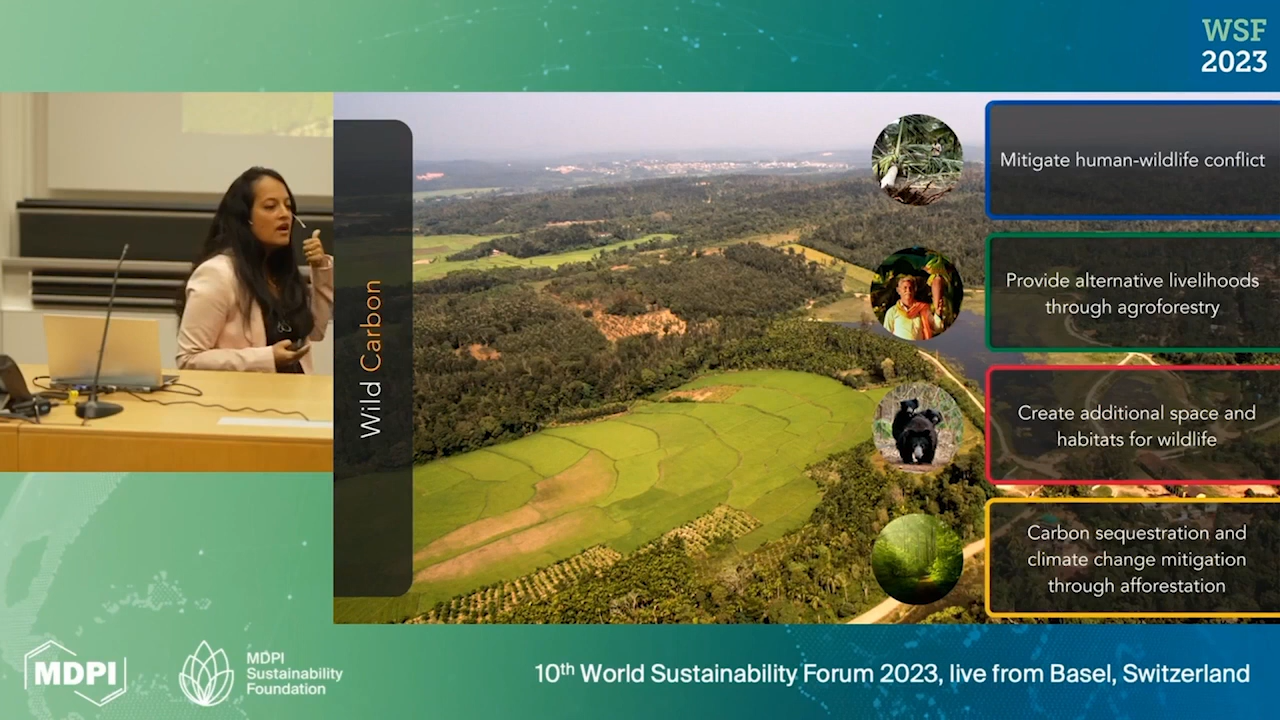 WSF
2023
Wild Carbon
Mitigate human-wildlife conflict
Provide alternative livelihoods
through agroforestry
Create additional space and
habitats for wildlife
Carbon sequestration and
climate change mitigation
through afforestation
MDPI
MDPI
Sustainability
Foundation
10th World Sustainability Forum 2023, live from Basel, Switzerland